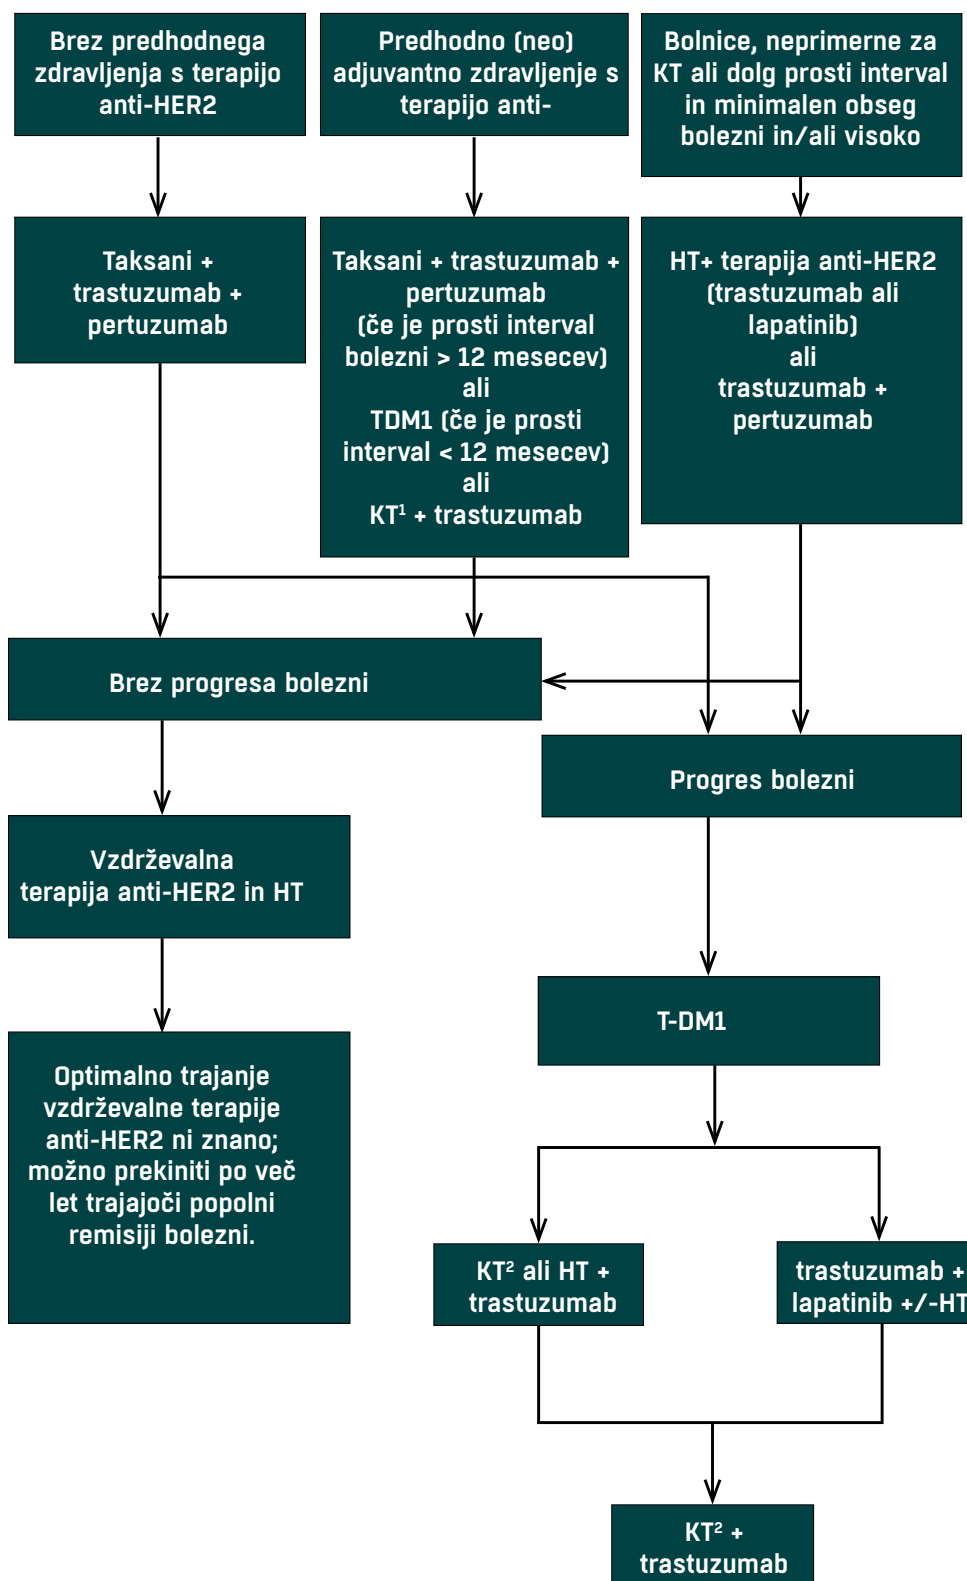 Brez predhodnega
zdravljenja s terapijo
anti-HER2
Predhodno (neo)
adjuvantno zdravljenje s
terapijo anti-
Bolnice, neprimerne za
KT ali dolg prosti interval
in minimalen obseg
bolezni in/ali visoko
Taksani +
trastuzumab +
pertuzumab
Taksani + trastuzumab +
pertuzumab
(če je prosti interval
bolezni > 12 mesecev)
ali
TDM1 (če je prosti
interval < 12 mesecev)
ali
KT¹ + trastuzumab
HT+ terapija anti-HER2
(trastuzumab ali
lapatinib)
ali
trastuzumab +
pertuzumab
Brez progresa bolezni
Progres bolezni
Vzdrževalna
terapija anti-HER2 in HT
T-DM1
Optimalno trajanje
vzdrževalne terapije
anti-HER2 ni znano;
možno prekiniti po več
let trajajoči popolni
remisiji bolezni.
KT² ali HT +
trastuzumab
trastuzumab +
lapatinib +/-HT
KT² +
trastuzumab